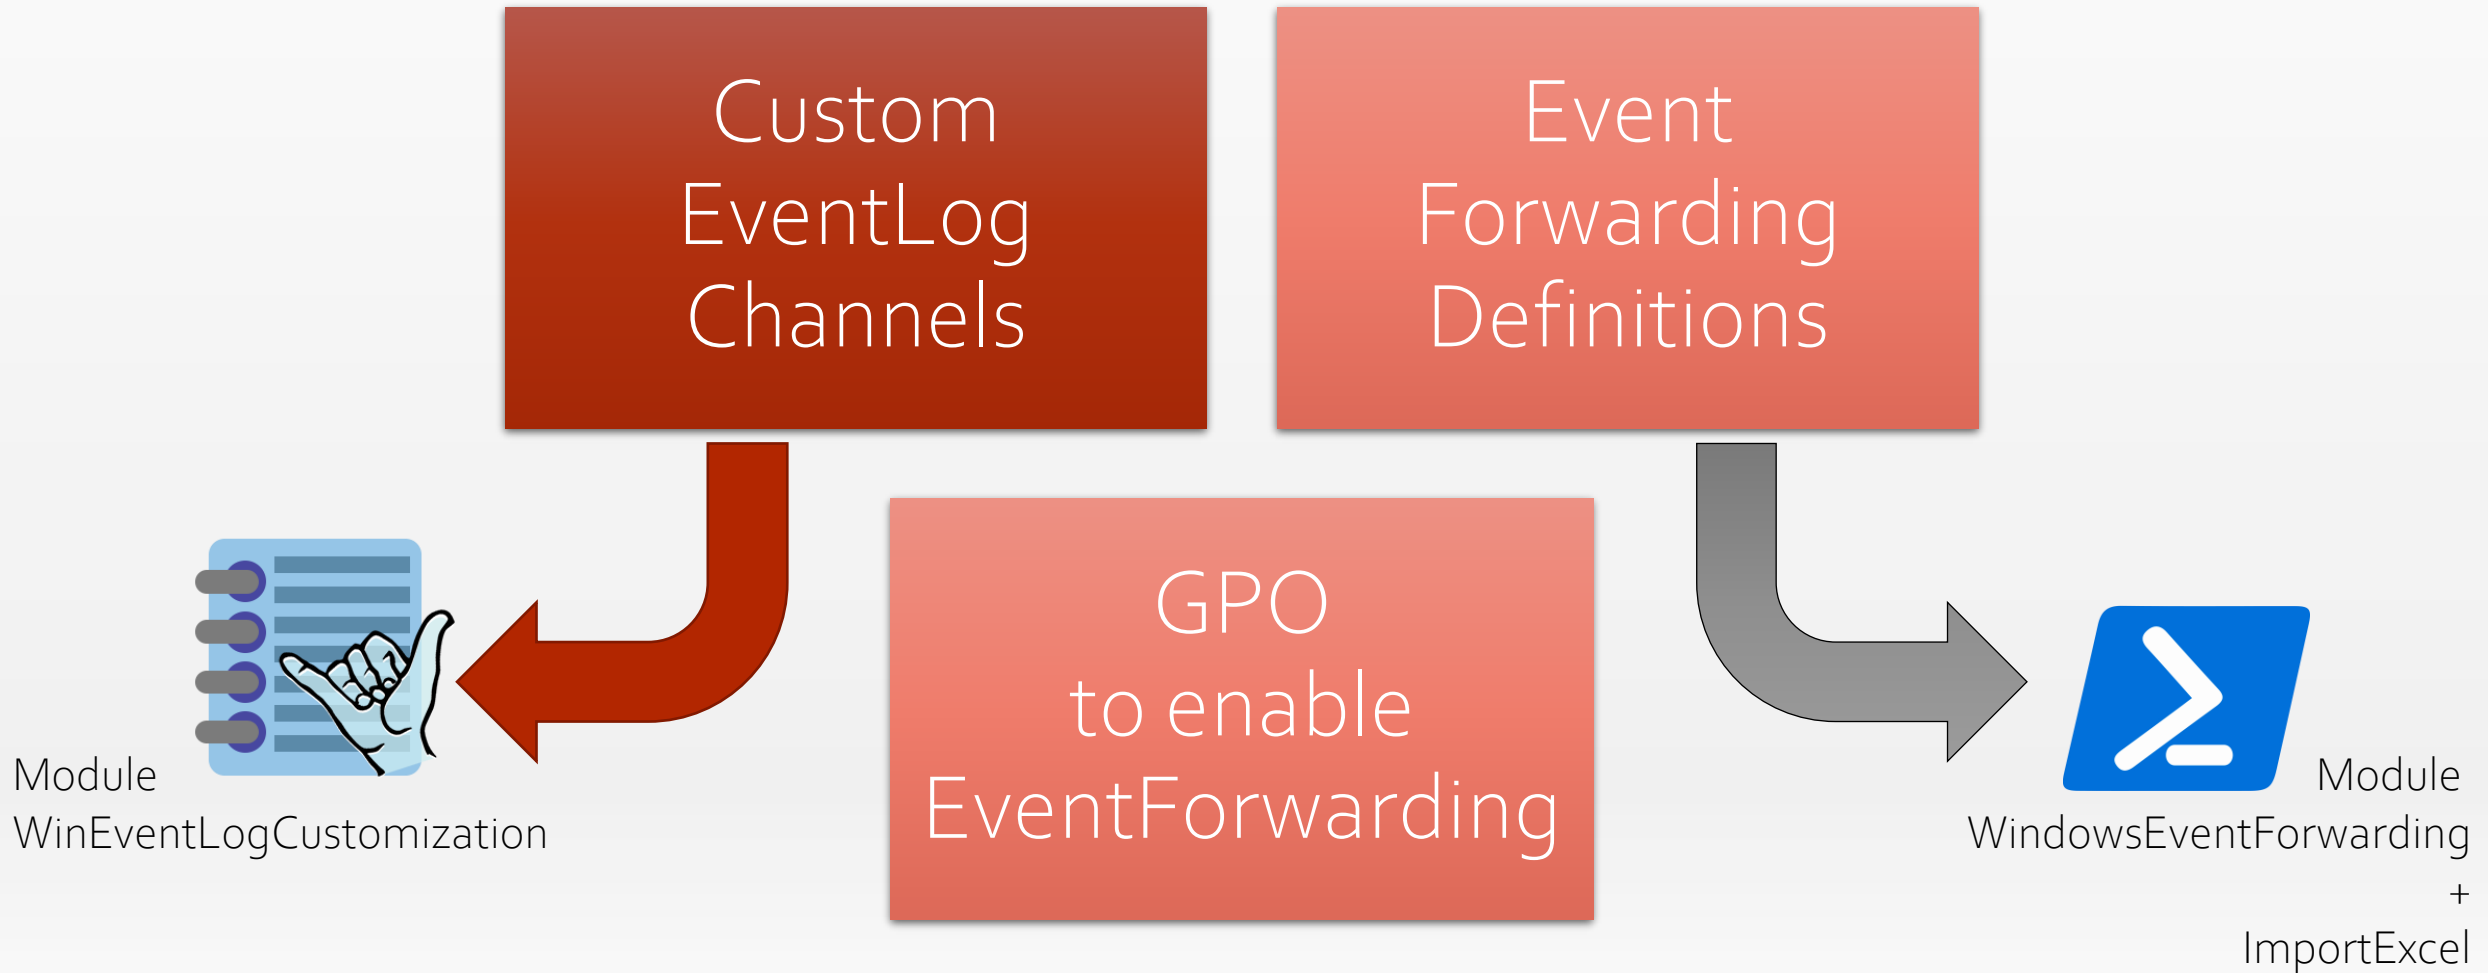 Custom
EventLog
Channels
Event
Forwarding
Definitions
GPO
to enable
EventForwarding
Module
WinEventLogCustomization
Module
WindowsEventForwarding
+
ImportExcel